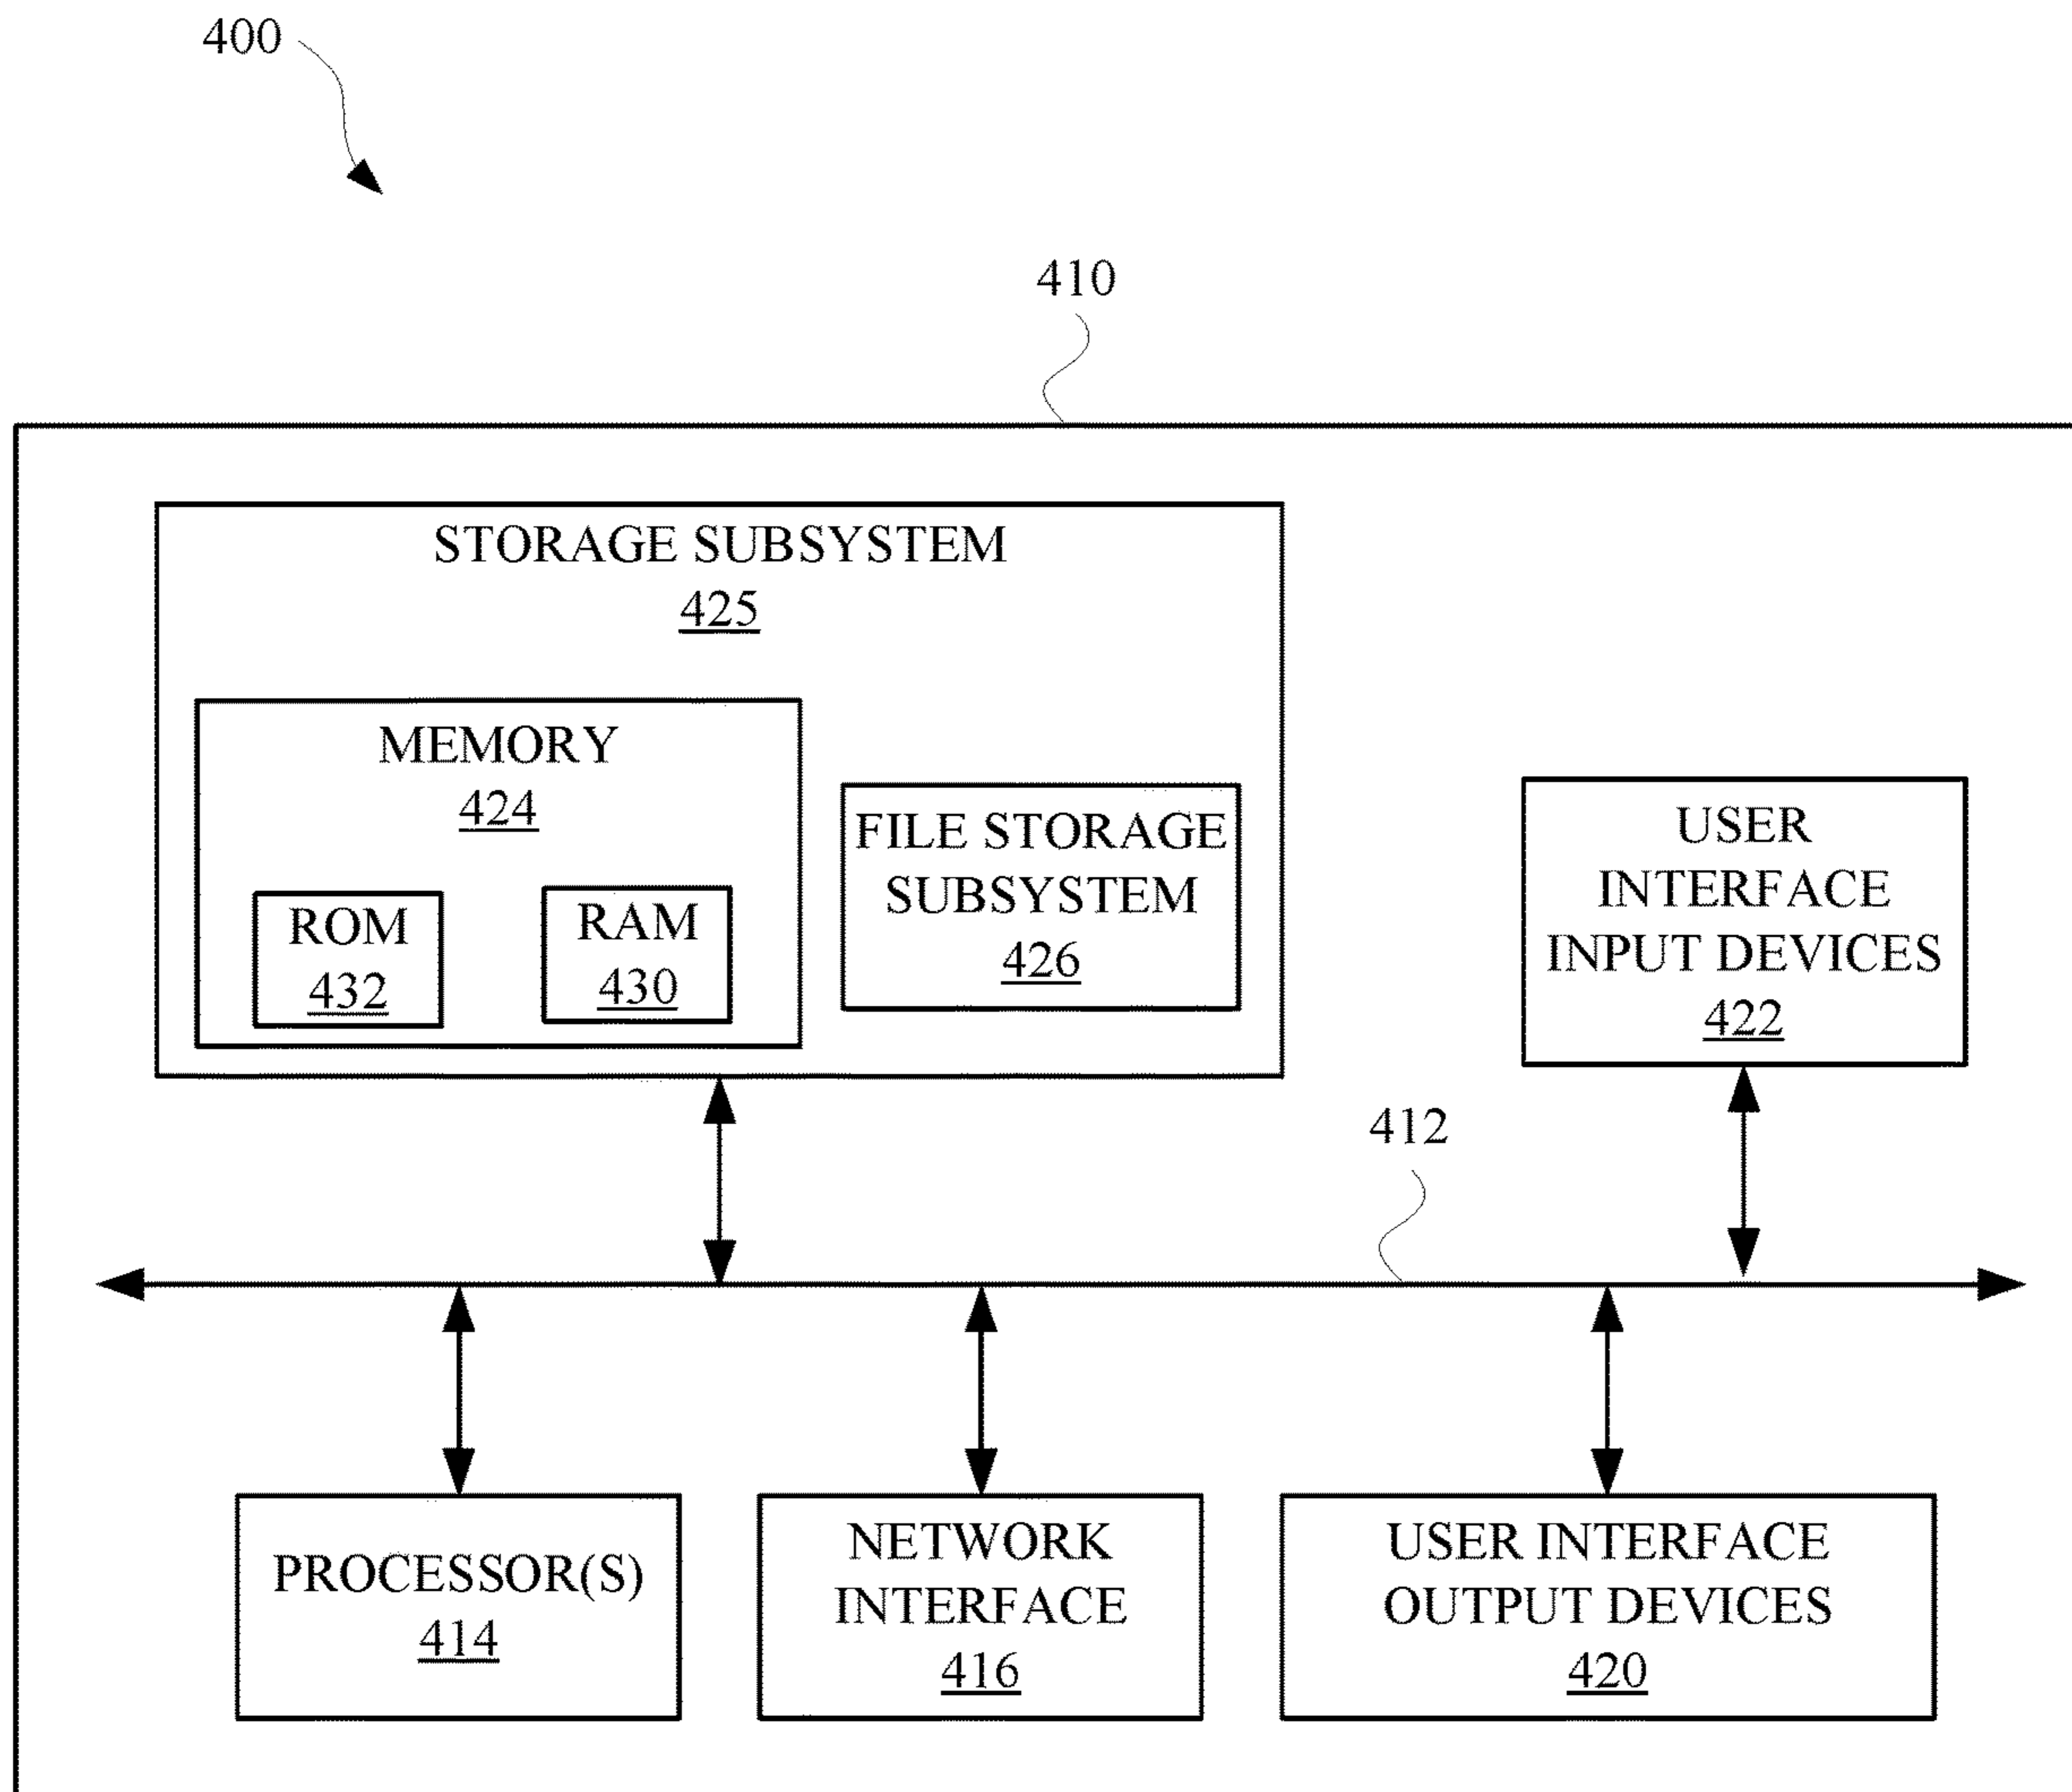 400
410
STORAGE SUBSYSTEM
425
MEMORY
424
ROM
432
RAM
430
FILE STORAGE
SUBSYSTEM
426
USER
INTERFACE
INPUT DEVICES
422
412
PROCESSOR(S)
414
NETWORK
INTERFACE
416
USER INTERFACE
OUTPUT DEVICES
420